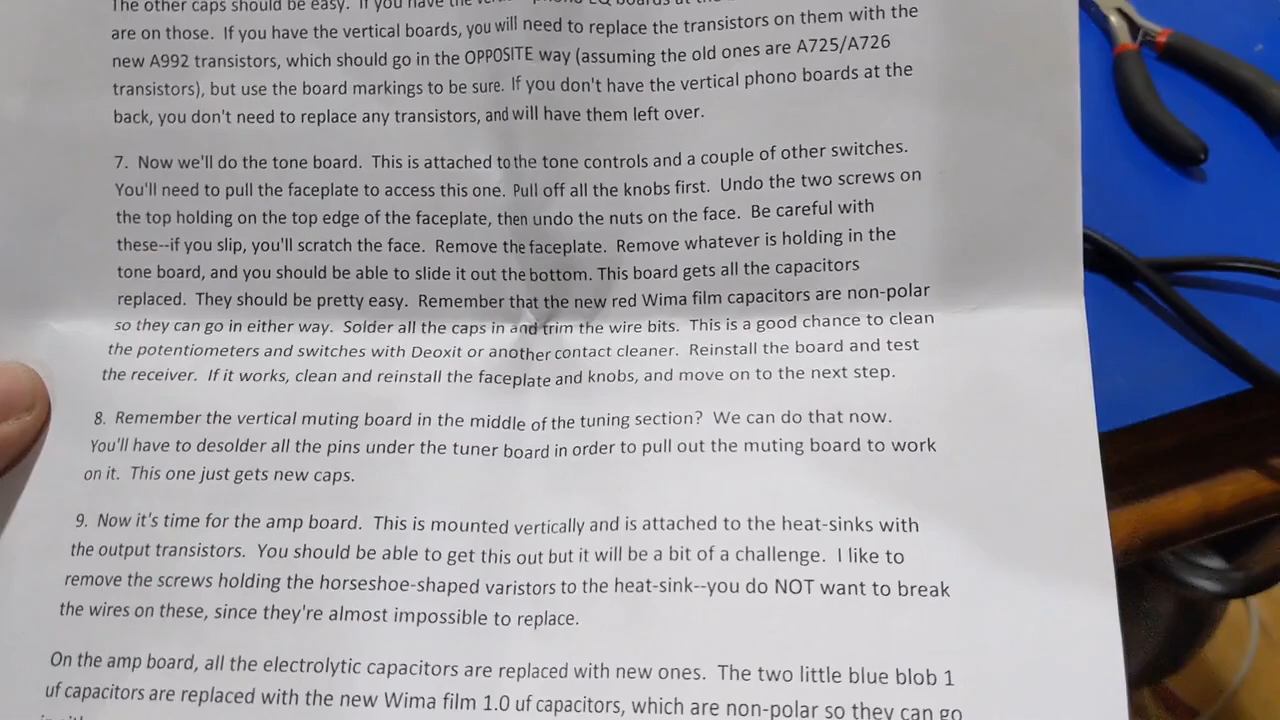 The other caps should be easy. If you have the
are on those. If you have the vertical boards, you will need to replace the transistors on them with the
new A992 transistors, which should go in the OPPOSITE way (assuming the old ones are A725/A726
transistors), but use the board markings to be sure. If you don't have the vertical phono boards at the
back, you don't need to replace any transistors, and will have them left over.
7. Now we'll do the tone board. This is attached to the tone controls and a couple of other switches.
You'll need to pull the faceplate to access this one. Pull off all the knobs first. Undo the two screws on
the top holding on the top edge of the faceplate, then undo the nuts on the face. Be careful with
these--if you slip, you'll scratch the face. Remove the faceplate. Remove whatever is holding in the
tone board, and you should be able to slide it out the bottom. This board gets all the capacitors
replaced. They should be pretty easy. Remember that the new red Wima film capacitors are non-polar
so they can go in either way. Solder all the caps in and trim the wire bits. This is a good chance to clean
the potentiometers and switches with Deoxit or another contact cleaner. Reinstall the board and test
the receiver. If it works, clean and reinstall the faceplate and knobs, and move on to the next step.
8. Remember the vertical muting board in the middle of the tuning section? We can do that now.
You'll have to desolder all the pins under the tuner board in order to pull out the muting board to work
on it. This one just gets new caps.
9. Now it's time for the amp board. This is mounted vertically and is attached to the heat-sinks with
the output transistors. You should be able to get this out but it will be a bit of a challenge. I like to
remove the screws holding the horseshoe-shaped varistors to the heat-sink--you do NOT want to break
the wires on these, since they're almost impossible to replace.
On the amp board, all the electrolytic capacitors are replaced with new ones. The two little blue blob 1
uf capacitors are replaced with the new Wima film 1.0 uf capacitors, which are non-polar so they can go